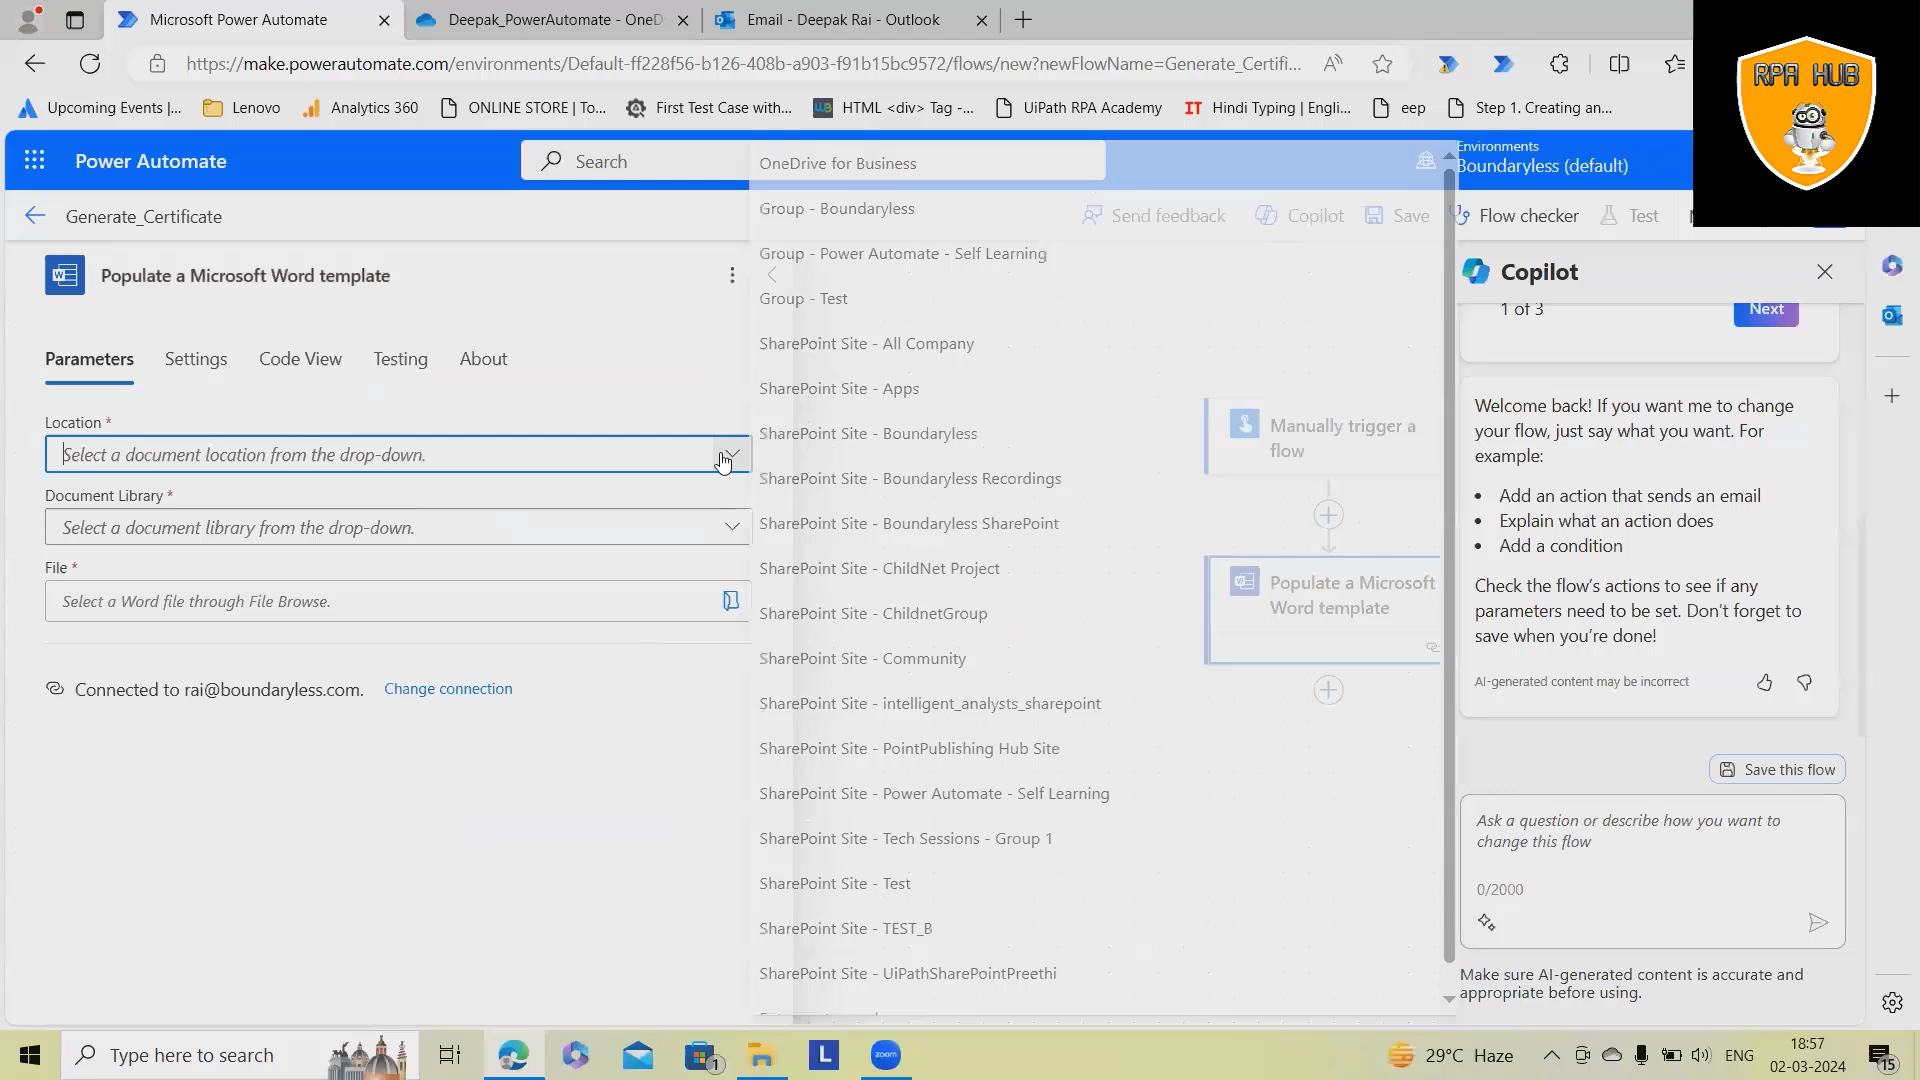 Microsoft Power Automate
Deepak_PowerAutomate - OneD
Email - Deepak Rai - Outlook
https://make.powerautomate.com/environments/Default-ff228f56-b126-408b-a903-f91b15bc9572/flows/new?newFlowName=Generate_Certifi...
RPA HUB
Upcoming Events |...
Lenovo
Analytics 360
ONLINE STORE | To...
First Test Case with...
HTML <div> Tag -...
UiPath RPA Academy
IT
Hindi Typing | Engli...
eep
Step 1. Creating an...
Power Automate
Search
OneDrive for Business
Environments
Boundaryless (default)
Generate_Certificate
Group - Boundaryless
Send feedback
Copilot
Save
Flow checker
Test
Populate a Microsoft Word template
Group - Power Automate - Self Learning
Group - Test
SharePoint Site - All Company
SharePoint Site - Apps
SharePoint Site - Boundaryless
SharePoint Site - Boundaryless Recordings
SharePoint Site - Boundaryless SharePoint
SharePoint Site - ChildNet Project
SharePoint Site - ChildnetGroup
SharePoint Site - Community
SharePoint Site - intelligent_analysts_sharepoint
SharePoint Site - PointPublishing Hub Site
SharePoint Site - Power Automate - Self Learning
SharePoint Site - Tech Sessions - Group 1
SharePoint Site - Test
SharePoint Site - TEST_B
SharePoint Site - UiPathSharePointPreethi
Parameters
Settings
Code View
Testing
About
Location *
Select a document location from the drop-down.
Document Library *
Select a document library from the drop-down.
File *
Select a Word file through File Browse.
Connected to rai@boundaryless.com.
Change connection
Manually trigger a
flow
Populate a Microsoft
Word template
Copilot
1 of 3
Next
Welcome back! If you want me to change
your flow, just say what you want. For
example:
• Add an action that sends an email
• Explain what an action does
• Add a condition
Check the flow's actions to see if any
parameters need to be set. Don't forget to
save when you're done!
AI-generated content may be incorrect
Save this flow
Ask a question or describe how you want to
change this flow
0/2000
Make sure AI-generated content is accurate and
appropriate before using.
Type here to search
1
L
zoom
29°C Haze
ENG
18:57
02-03-2024
15